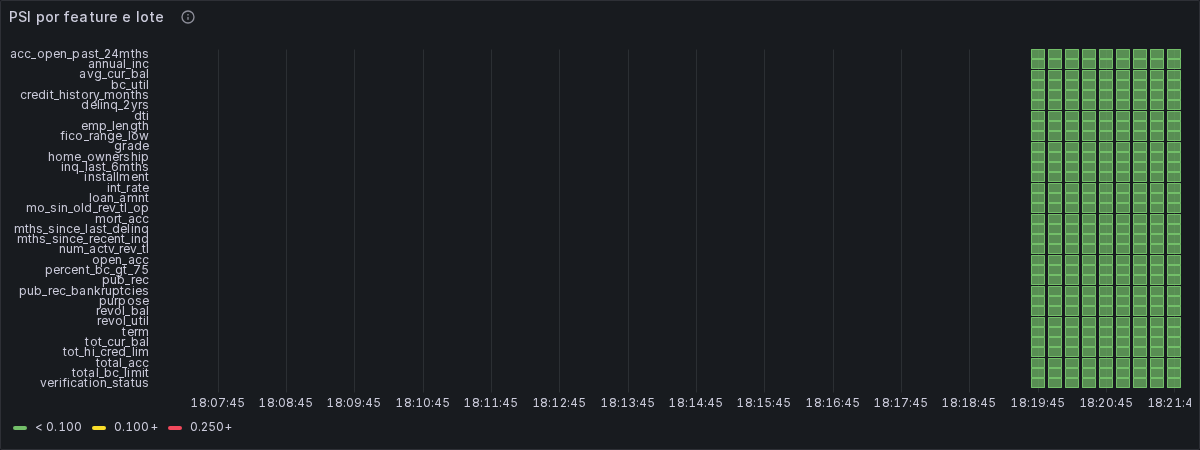 PSI por feature e lote
acc_open_past_24mths
annual_inc
avg_cur_bal
bc_util
credit_history_months
delinq_2yrs
dti
emp_length
fico_range_low
grade
home_ownership
inq_last_6mths
installment
int_rate
loan_amnt
mo_sin_old_rev_tl_op
mort_acc
mths_since_last_delinq
mths_since_recent_inq
num_actv_rev_tl
open_acc
percent_bc_gt_75
pub_rec
pub_rec_bankruptcies
purpose
revol_bal
revol_util
term
tot_cur_bal
tot_hi_cred_lim
total_acc
total_bc_limit
verification_status
18:07:45 18:08:45 18:09:45 18:10:45 18:11:45 18:12:45 18:13:45 18:14:45 18:15:45 18:16:45 18:17:45 18:18:45 18:19:45 18:20:45 18:21:4
< 0.100 0.100+ 0.250+